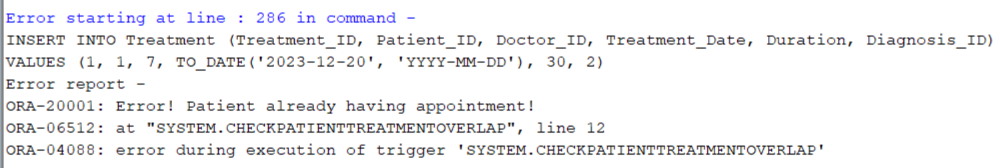 Error starting at line : 286 in command -
INSERT INTO Treatment (Treatment_ID, Patient_ID, Doctor_ID, Treatment_Date, Duration, Diagnosis_ID)
VALUES (1, 1, 7, TO_DATE('2023-12-20', 'YYYY-MM-DD'), 30, 2)
Error report -
ORA-20001: Error! Patient already having appointment!
ORA-06512: at "SYSTEM.CHECKPATIENTTREATMENTOVERLAP", line 12
ORA-04088: error during execution of trigger 'SYSTEM.CHECKPATIENTTREATMENTOVERLAP'